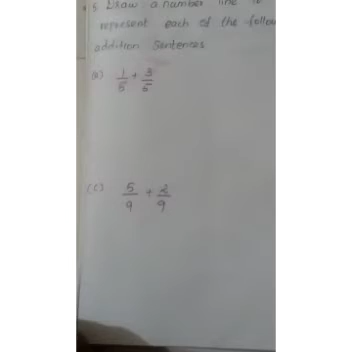 5. Draw a number line to
represent each of the follow
addition Sentences
(a) 1/5 + 3/5
(c) 5/9 + 2/9